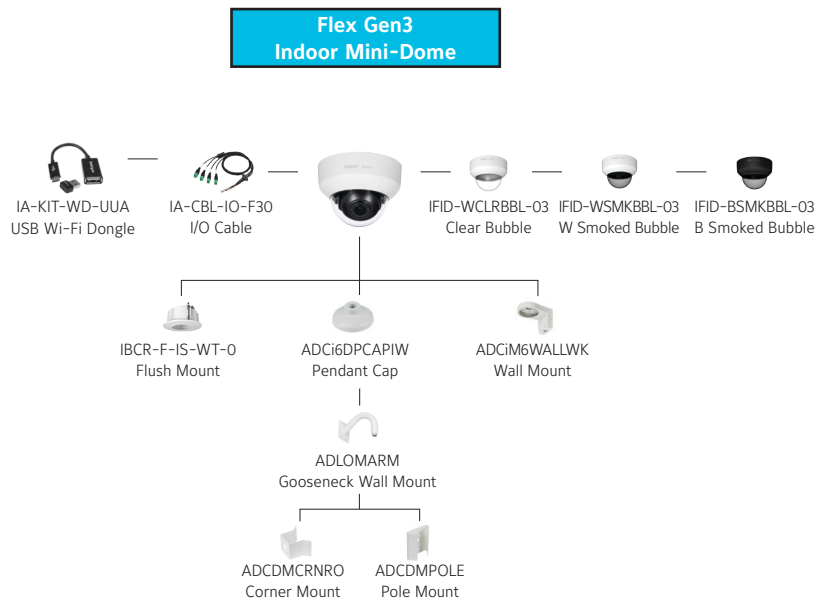 Flex Gen3
Indoor Mini-Dome
IA-KIT-WD-UUA
USB Wi-Fi Dongle
IA-CBL-IO-F30
I/O Cable
IFID-WCLRBBL-03
Clear Bubble
IFID-WSMKBBL-03
W Smoked Bubble
IFID-BSMKBBL-03
B Smoked Bubble
IBCR-F-IS-WT-0
Flush Mount
ADCi6DPCAPIW
Pendant Cap
ADCiM6WALLWK
Wall Mount
ADLOMARM
Gooseneck Wall Mount
ADCDMCRNRO
Corner Mount
ADCDMPOLE
Pole Mount